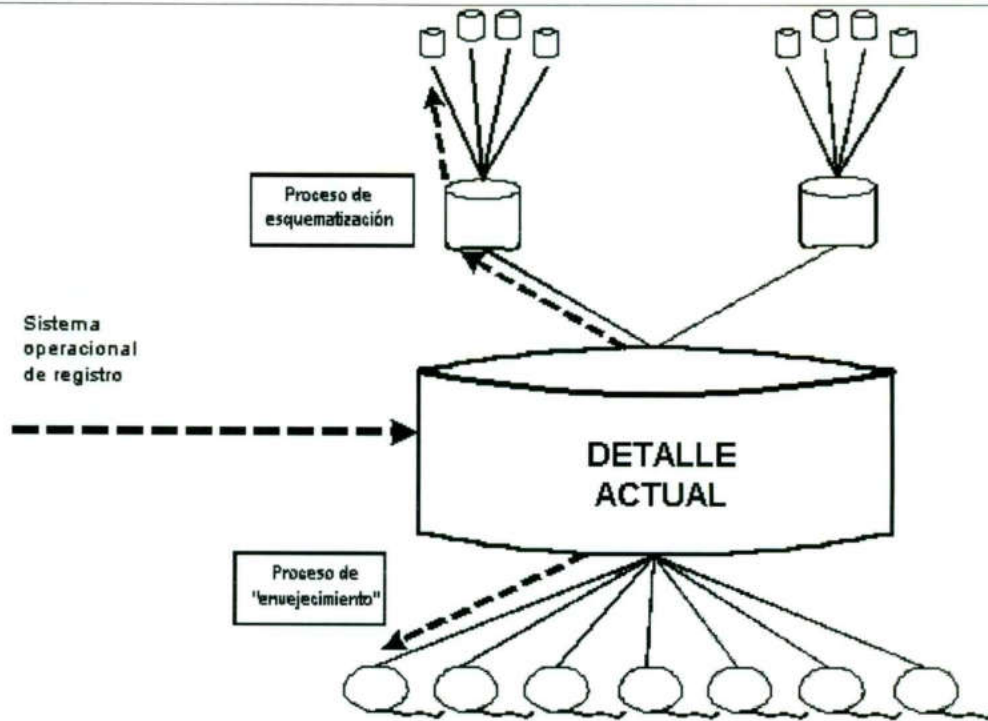 Proceso de
esquematización
Sistema
operacional
de registro
DETALLE
ACTUAL
Proceso de
"envejecimiento"